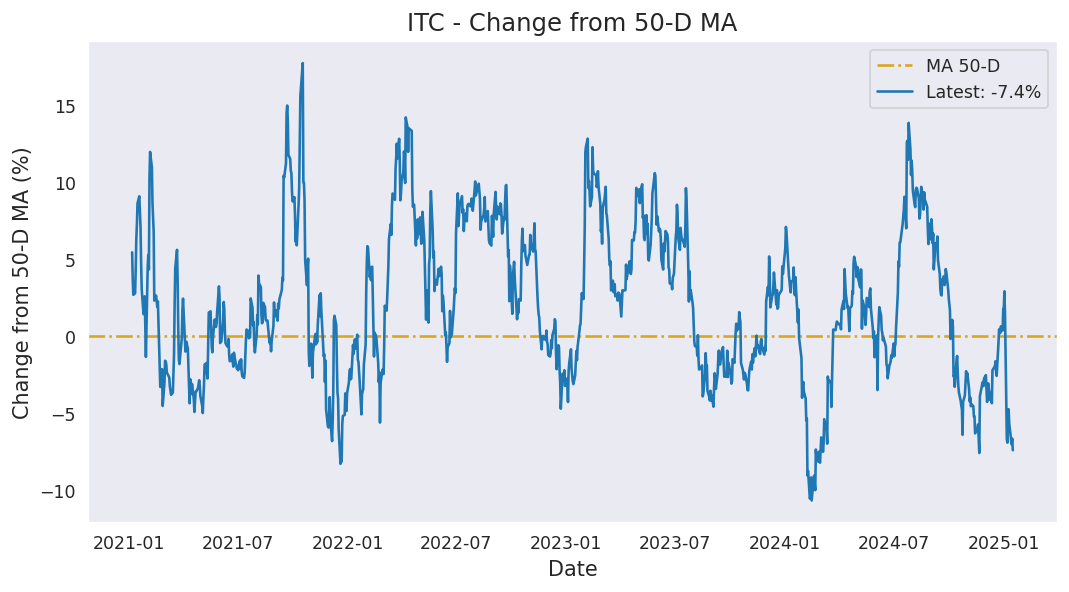 ITC - Change from 50-D MA
MA 50-D
Latest: -7.4%
Change from 50-D MA (%)
15
10
5
0
−5
−10
2021-01 2021-07 2022-01 2022-07 2023-01 2023-07 2024-01 2024-07 2025-01
Date